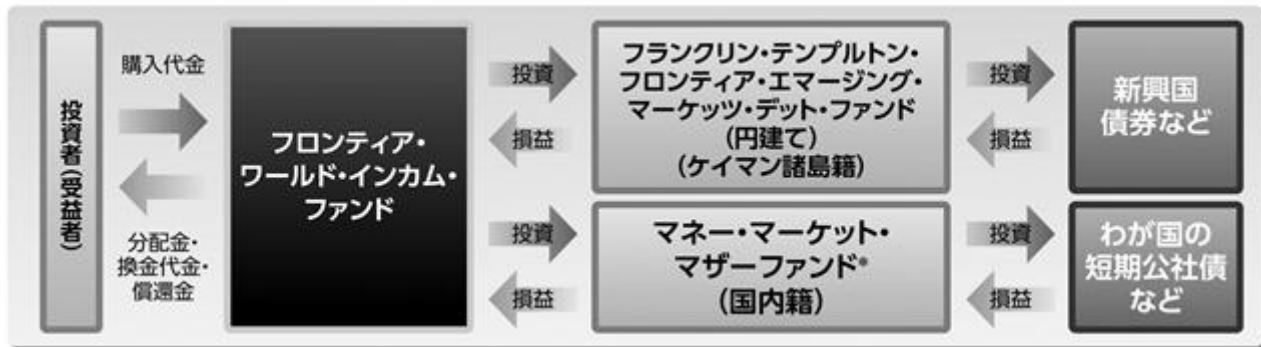 投資者(受益者)
購入代金
分配金・
換金代金・
償還金
フロンティア・
ワールド・インカム・
ファンド
投資
損益
フランクリン・テンプルトン・
フロンティア・エマージング・
マーケッツ・デット・ファンド
(円建て)
(ケイマン諸島籍)
投資
損益
新興国
債券など
投資
損益
マネー・マーケット・
マザーファンド※
(国内籍)
投資
損益
わが国の
短期公社債
など